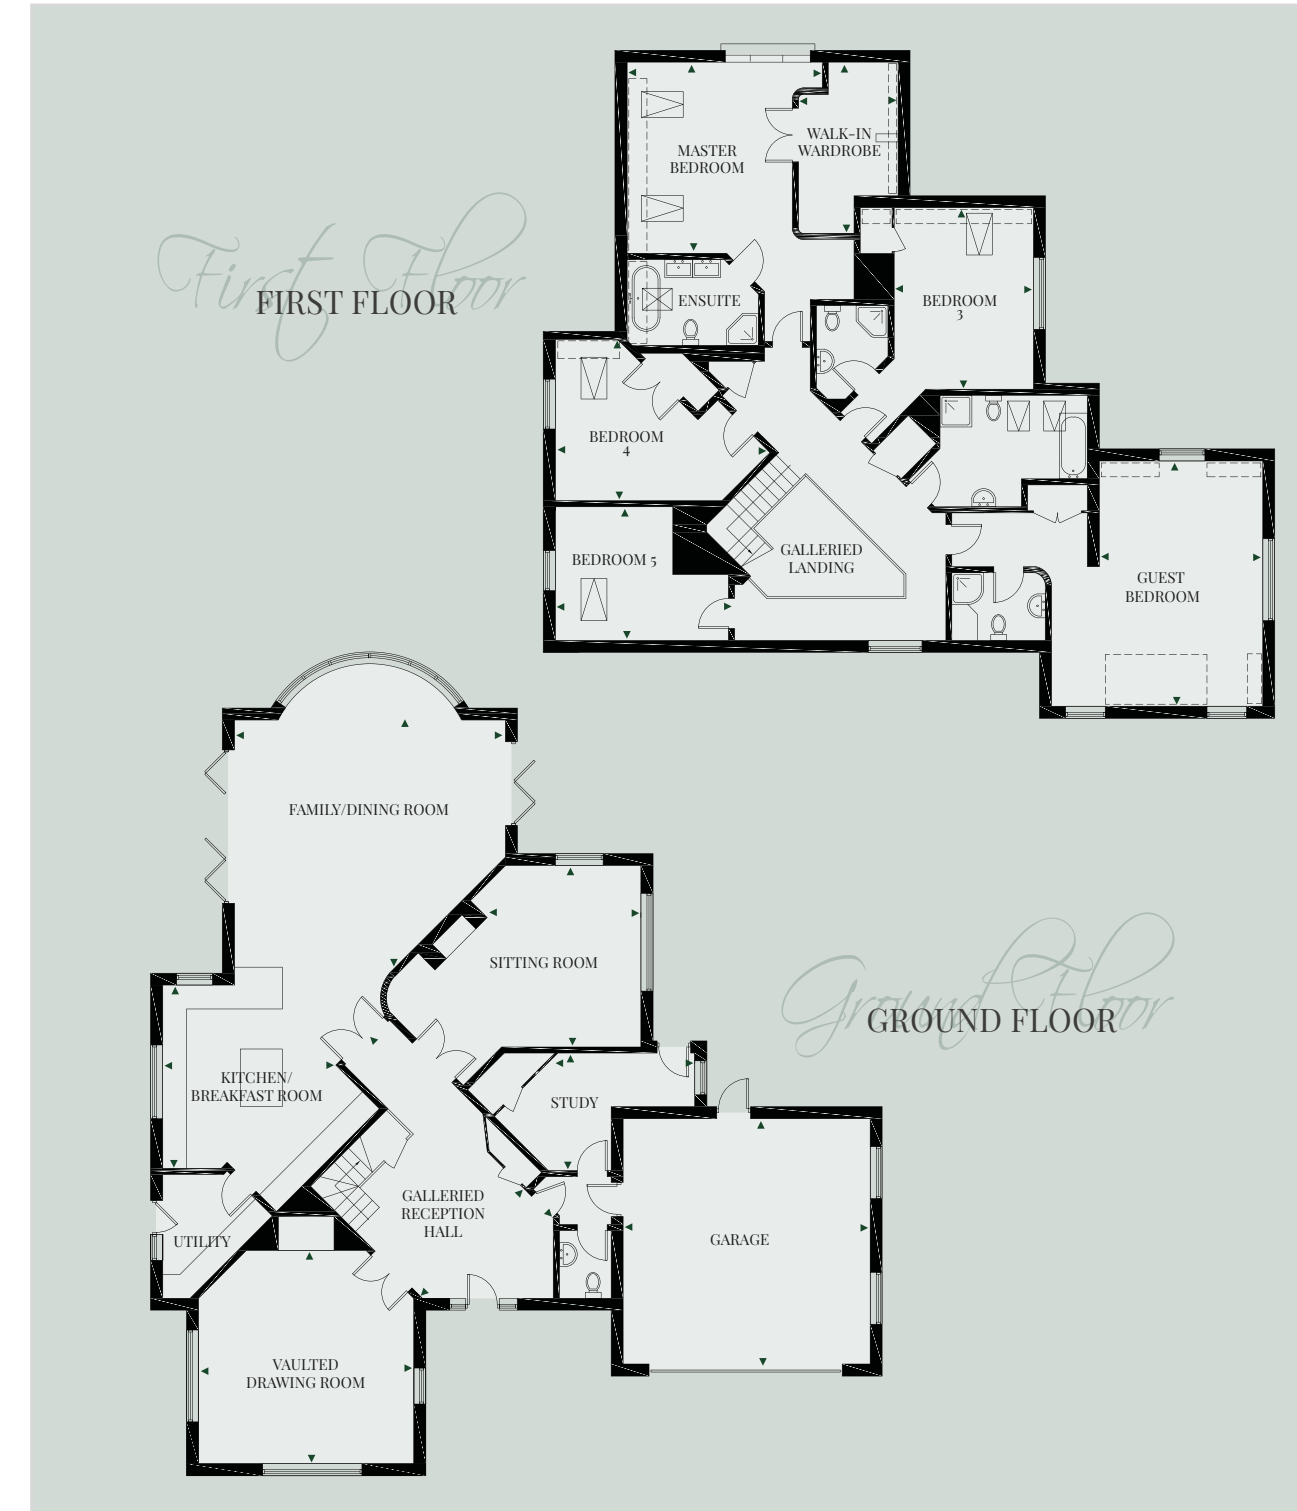 MASTER
BEDROOM
WALK-IN
WARDROBE
First Floor
FIRST FLOOR
ENSUITE
BEDROOM
3
BEDROOM
4
BEDROOM 5
GALLERIED
LANDING
GUEST
BEDROOM
FAMILY/DINING ROOM
SITTING ROOM
Ground Floor
GROUND FLOOR
KITCHEN/
BREAKFAST ROOM
STUDY
GALLERIED
RECEPTION
HALL
UTILITY
GARAGE
VAULTED
DRAWING ROOM